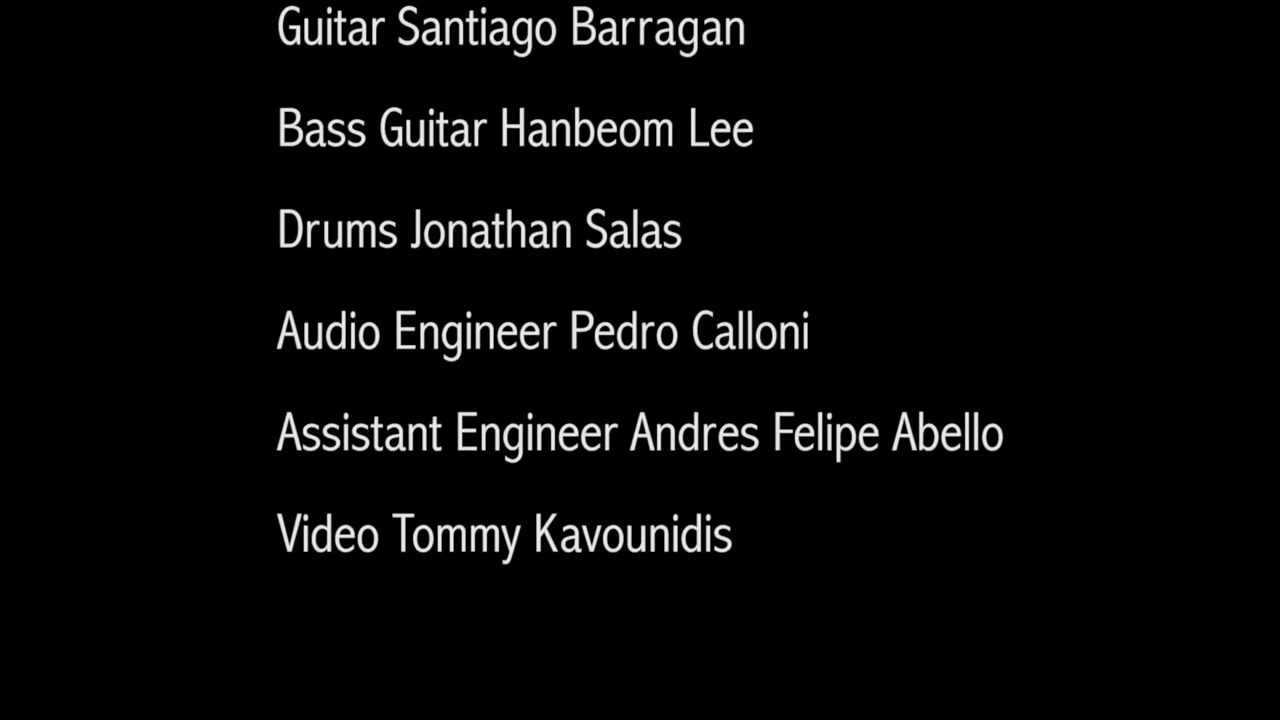 Guitar Santiago Barragan
Bass Guitar Hanbeom Lee
Drums Jonathan Salas
Audio Engineer Pedro Calloni
Assistant Engineer Andres Felipe Abello
Video Tommy Kavounidis